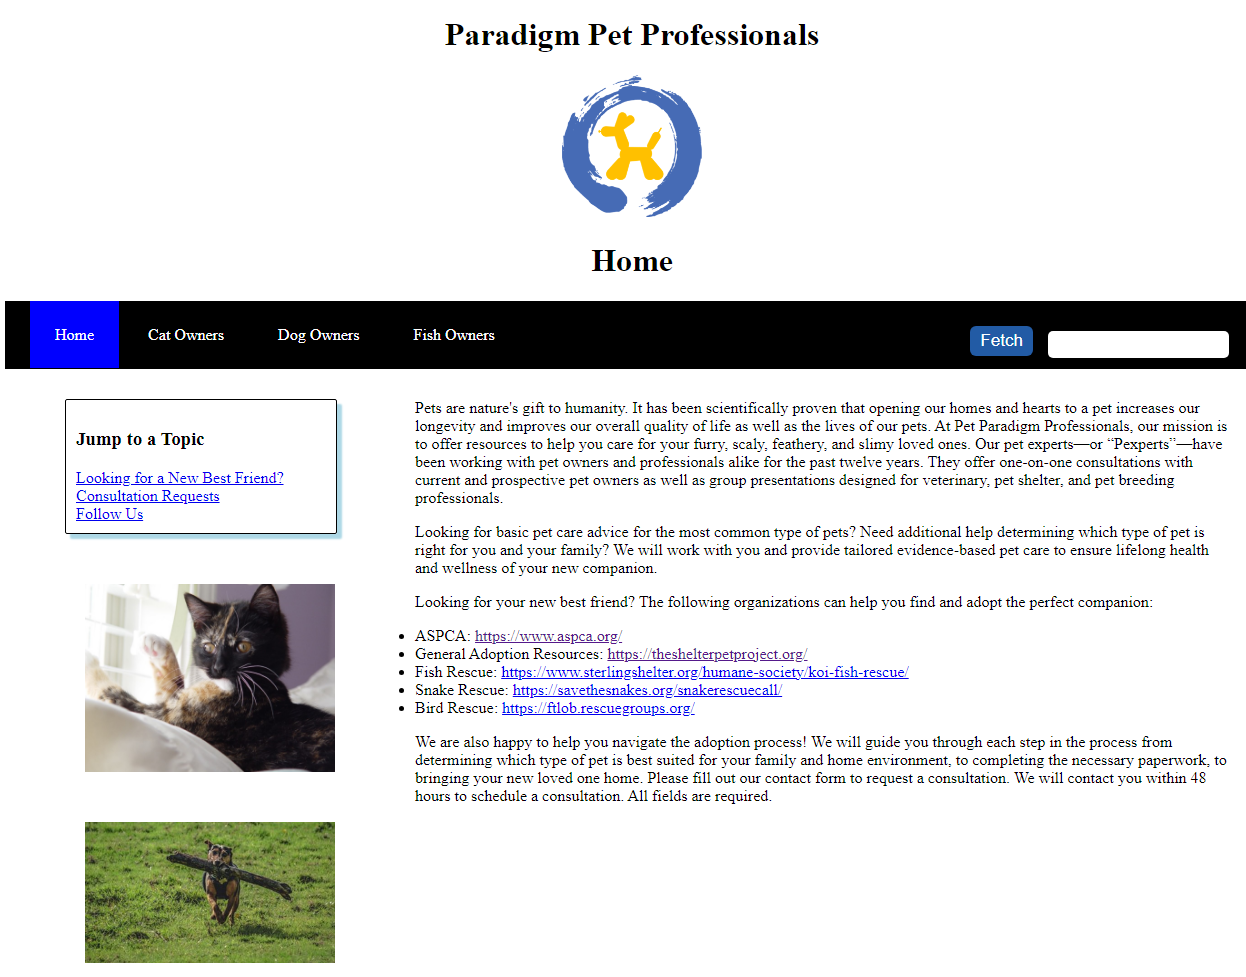 Paradigm Pet Professionals
Home
Home
Cat Owners
Dog Owners
Fish Owners
Fetch
Jump to a Topic
Looking for a New Best Friend?
Consultation Requests
Follow Us
Pets are nature's gift to humanity. It has been scientifically proven that opening our homes and hearts to a pet increases our
longevity and improves our overall quality of life as well as the lives of our pets. At Pet Paradigm Professionals, our mission is
to offer resources to help you care for your furry, scaly, feathery, and slimy loved ones. Our pet experts—or “Pexperts”—have
been working with pet owners and professionals alike for the past twelve years. They offer one-on-one consultations with
current and prospective pet owners as well as group presentations designed for veterinary, pet shelter, and pet breeding
professionals.
Looking for basic pet care advice for the most common type of pets? Need additional help determining which type of pet is
right for you and your family? We will work with you and provide tailored evidence-based pet care to ensure lifelong health
and wellness of your new companion.
Looking for your new best friend? The following organizations can help you find and adopt the perfect companion:
• ASPCA: https://www.aspca.org/
• General Adoption Resources: https://theshelterpetproject.org/
• Fish Rescue: https://www.sterlingshelter.org/humane-society/koi-fish-rescue/
• Snake Rescue: https://savethesnakes.org/snakerescuecall/
• Bird Rescue: https://ftlob.rescuegroups.org/
We are also happy to help you navigate the adoption process! We will guide you through each step in the process from
determining which type of pet is best suited for your family and home environment, to completing the necessary paperwork, to
bringing your new loved one home. Please fill out our contact form to request a consultation. We will contact you within 48
hours to schedule a consultation. All fields are required.